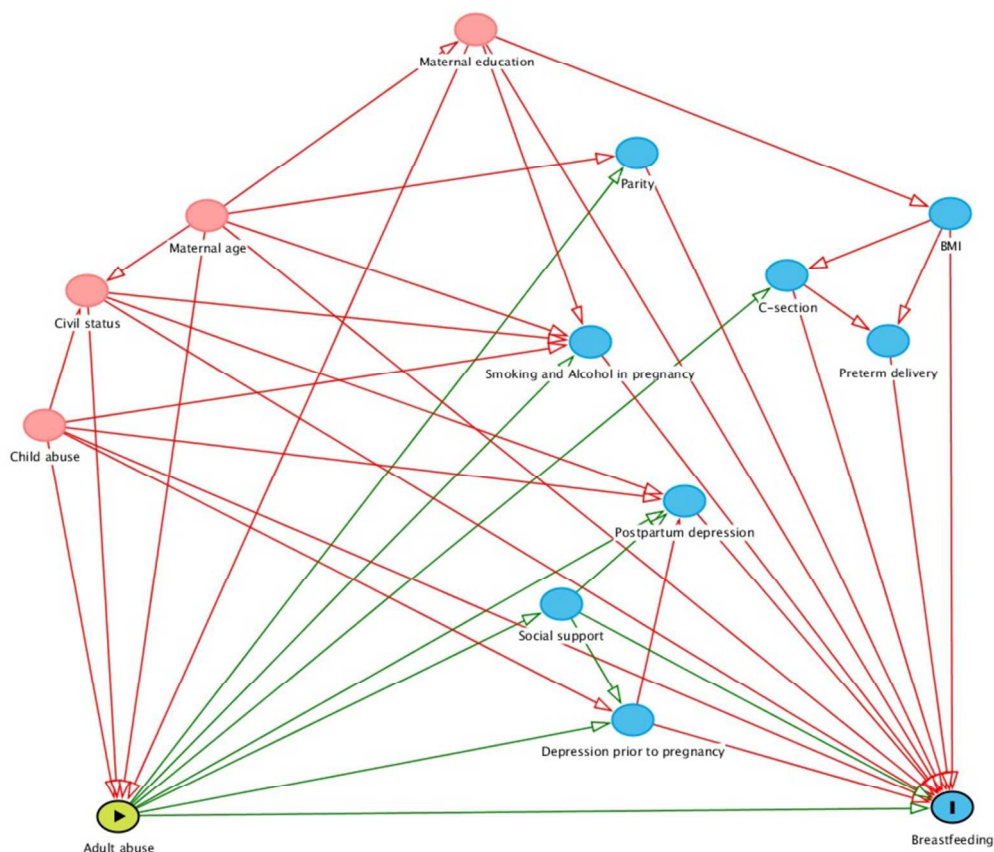 Maternal education
Parity
Maternal age
BMI
C-section
Civil status
Smoking and Alcohol in pregnancy
Preterm delivery
Child abuse
Postpartum depression
Social support
Depression prior to pregnancy
Breastfeeding
Adult abuse